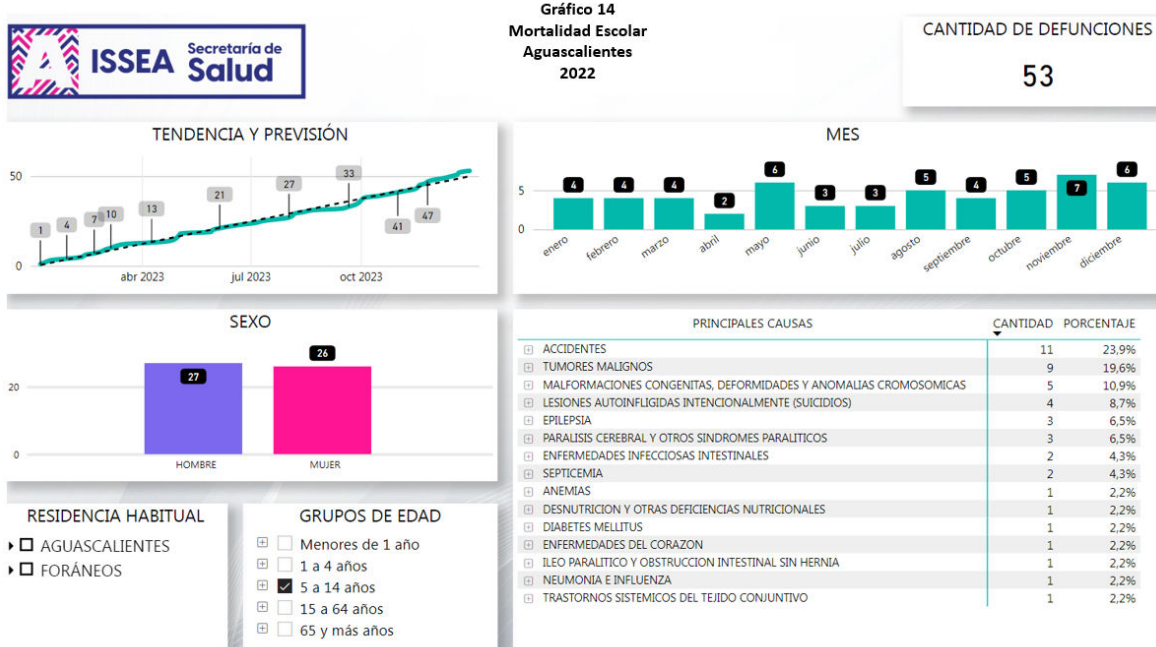 Gráfico 14
Mortalidad Escolar
Aguascalientes
2022
ISSEA Secretaría de Salud
CANTIDAD DE DEFUNCIONES
53
TENDENCIA Y PREVISIÓN
50
0
1
4
7
10
13
21
27
33
41
47
abr 2023
jul 2023
oct 2023
MES
5
0
4
4
4
2
6
3
3
5
4
5
7
6
enero
febrero
marzo
abril
mayo
junio
julio
agosto
septiembre
octubre
noviembre
diciembre
SEXO
20
0
27
26
HOMBRE
MUJER
PRINCIPALES CAUSAS CANTIDAD PORCENTAJE
ACCIDENTES 11 23,9%
TUMORES MALIGNOS 9 19,6%
MALFORMACIONES CONGENITAS, DEFORMIDADES Y ANOMALIAS CROMOSOMICAS 5 10,9%
LESIONES AUTOINFLIGIDAS INTENCIONALMENTE (SUICIDIOS) 4 8,7%
EPILEPSIA 3 6,5%
PARALISIS CEREBRAL Y OTROS SINDROMES PARALITICOS 3 6,5%
ENFERMEDADES INFECCIOSAS INTESTINALES 2 4,3%
SEPTICEMIA 2 4,3%
ANEMIAS 1 2,2%
DESNUTRICION Y OTRAS DEFICIENCIAS NUTRICIONALES 1 2,2%
DIABETES MELLITUS 1 2,2%
ENFERMEDADES DEL CORAZON 1 2,2%
ILEO PARALITICO Y OBSTRUCCION INTESTINAL SIN HERNIA 1 2,2%
NEUMONIA E INFLUENZA 1 2,2%
TRASTORNOS SISTEMICOS DEL TEJIDO CONJUNTIVO 1 2,2%
RESIDENCIA HABITUAL
AGUASCALIENTES
FORÁNEOS
GRUPOS DE EDAD
Menores de 1 año
1 a 4 años
5 a 14 años
15 a 64 años
65 y más años